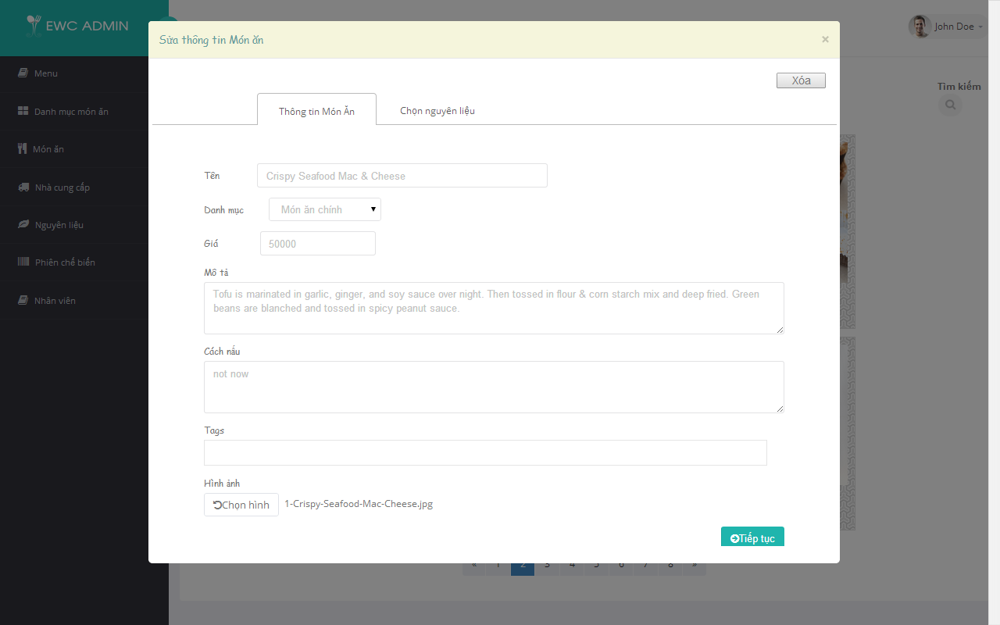 EWC ADMIN
John Doe
Sửa thông tin Món ăn
×
Menu
Danh mục món ăn
Món ăn
Nhà cung cấp
Nguyên liệu
Phiên chế biến
Nhân viên
Tìm kiếm
Xóa
Thông tin Món Ăn
Chọn nguyên liệu
Tên
Crispy Seafood Mac & Cheese
Danh mục
Món ăn chính
Giá
50000
Mô tả
Tofu is marinated in garlic, ginger, and soy sauce over night. Then tossed in flour & corn starch mix and deep fried. Green
beans are blanched and tossed in spicy peanut sauce.
Cách nấu
not now
Tags
Hình ảnh
Chọn hình 1-Crispy-Seafood-Mac-Cheese.jpg
Tiếp tục
« 1 2 3 4 5 6 7 8 »